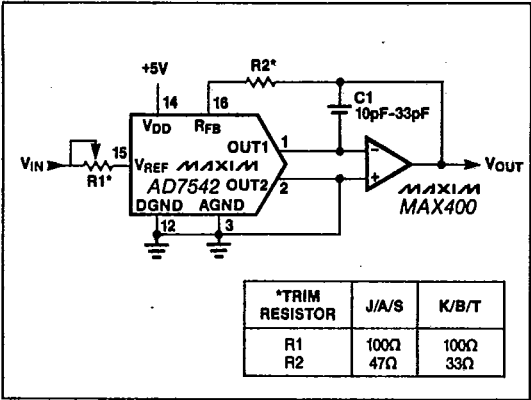 +5V
R2*
14
16
C1
10pF-33pF
VDD
RFB
OUT1
1
VIN
15
VREF
MAXIM
R1*
AD7542
OUT2
2
DGND
AGND
12
3
-
+
VOUT
MAXIM
MAX400
*TRIM RESISTOR
J/A/S
K/B/T
R1
100Ω
100Ω
R2
47Ω
33Ω